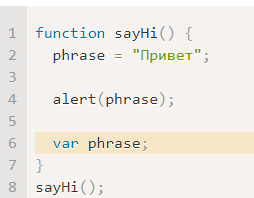 1 function sayHi() {
2   phrase = "Привет";
3
4   alert(phrase);
5
6   var phrase;
7 }
8 sayHi();